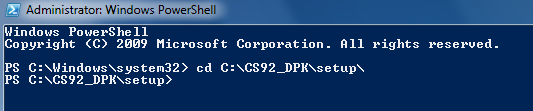 Administrator: Windows PowerShell
Windows PowerShell
Copyright (C) 2009 Microsoft Corporation. All rights reserved.
PS C:\Windows\system32> cd C:\CS92_DPK\setup\
PS C:\CS92_DPK\setup>